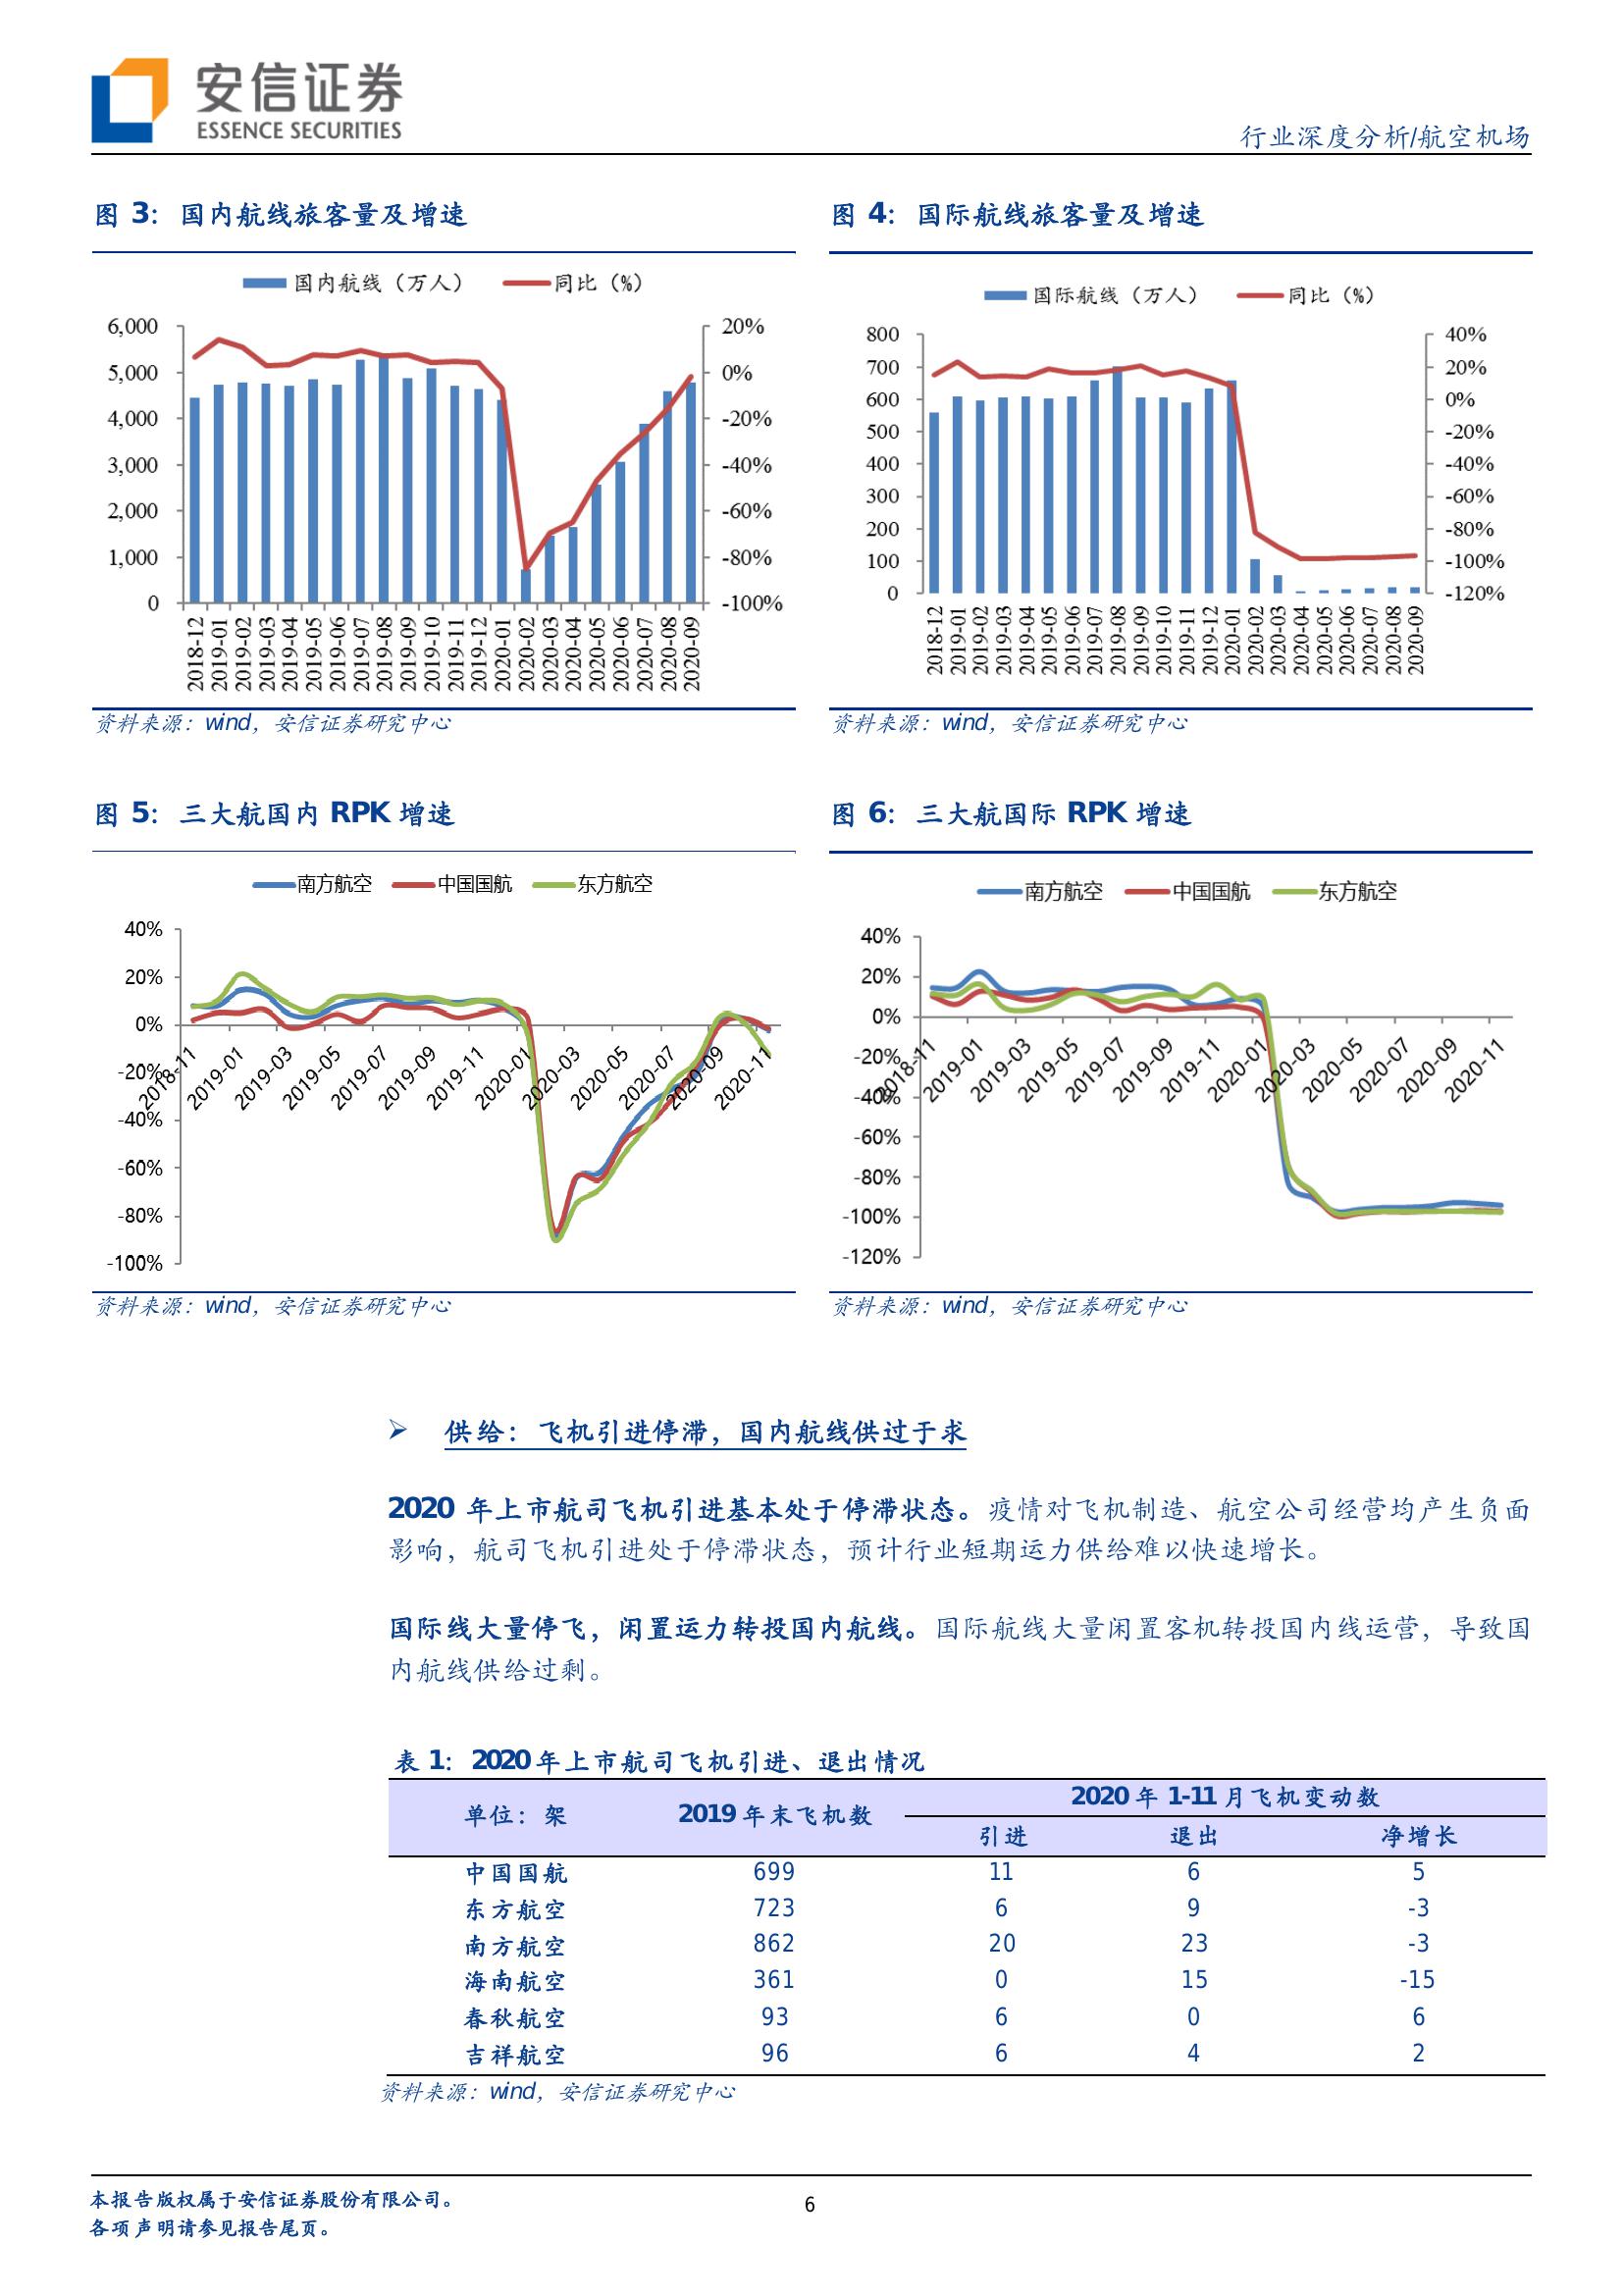 安信证券
ESSENCE SECURITIES
行业深度分析/航空机场
图 3：国内航线旅客量及增速
国内航线（万人） 同比（%）
6,000
5,000
4,000
3,000
2,000
1,000
0
20%
0%
-20%
-40%
-60%
-80%
-100%
2018-12 2019-01 2019-02 2019-03 2019-04 2019-05 2019-06 2019-07 2019-08 2019-09 2019-10 2019-11 2019-12 2020-01 2020-02 2020-03 2020-04 2020-05 2020-06 2020-07 2020-08 2020-09
资料来源：wind，安信证券研究中心
图 4：国际航线旅客量及增速
国际航线（万人） 同比（%）
800
700
600
500
400
300
200
100
0
40%
20%
0%
-20%
-40%
-60%
-80%
-100%
-120%
2018-12 2019-01 2019-02 2019-03 2019-04 2019-05 2019-06 2019-07 2019-08 2019-09 2019-10 2019-11 2019-12 2020-01 2020-02 2020-03 2020-04 2020-05 2020-06 2020-07 2020-08 2020-09
资料来源：wind，安信证券研究中心
图 5：三大航国内 RPK 增速
南方航空 中国国航 东方航空
40%
20%
0%
-20%
-40%
-60%
-80%
-100%
2018-11 2019-01 2019-03 2019-05 2019-07 2019-09 2019-11 2020-01 2020-03 2020-05 2020-07 2020-09 2020-11
资料来源：wind，安信证券研究中心
图 6：三大航国际 RPK 增速
南方航空 中国国航 东方航空
40%
20%
0%
-20%
-40%
-60%
-80%
-100%
-120%
2018-11 2019-01 2019-03 2019-05 2019-07 2019-09 2019-11 2020-01 2020-03 2020-05 2020-07 2020-09 2020-11
资料来源：wind，安信证券研究中心
➢ 供给：飞机引进停滞，国内航线供过于求
2020 年上市航司飞机引进基本处于停滞状态。疫情对飞机制造、航空公司经营均产生负面
影响，航司飞机引进处于停滞状态，预计行业短期运力供给难以快速增长。
国际线大量停飞，闲置运力转投国内航线。国际航线大量闲置客机转投国内线运营，导致国
内航线供给过剩。
表 1：2020 年上市航司飞机引进、退出情况
单位：架 2019 年末飞机数 2020 年 1-11 月飞机变动数
引进 退出 净增长
中国国航 699 11 6 5
东方航空 723 6 9 -3
南方航空 862 20 23 -3
海南航空 361 0 15 -15
春秋航空 93 6 0 6
吉祥航空 96 6 4 2
资料来源：wind，安信证券研究中心
本报告版权属于安信证券股份有限公司。
各项声明请参见报告尾页。
6